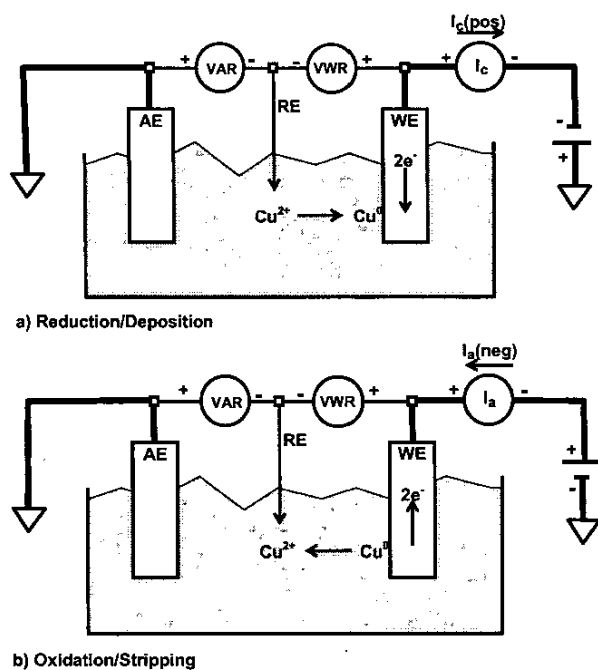 I_c(pos)
+ VAR - - VWR + + I_c -
RE
AE
WE
-
+
2e⁻
Cu²⁺ Cu⁰
a) Reduction/Deposition
I_a(neg)
+ VAR - - VWR + + I_a -
RE
AE
WE
+
-
2e⁻
Cu²⁺ Cu⁰
b) Oxidation/Stripping